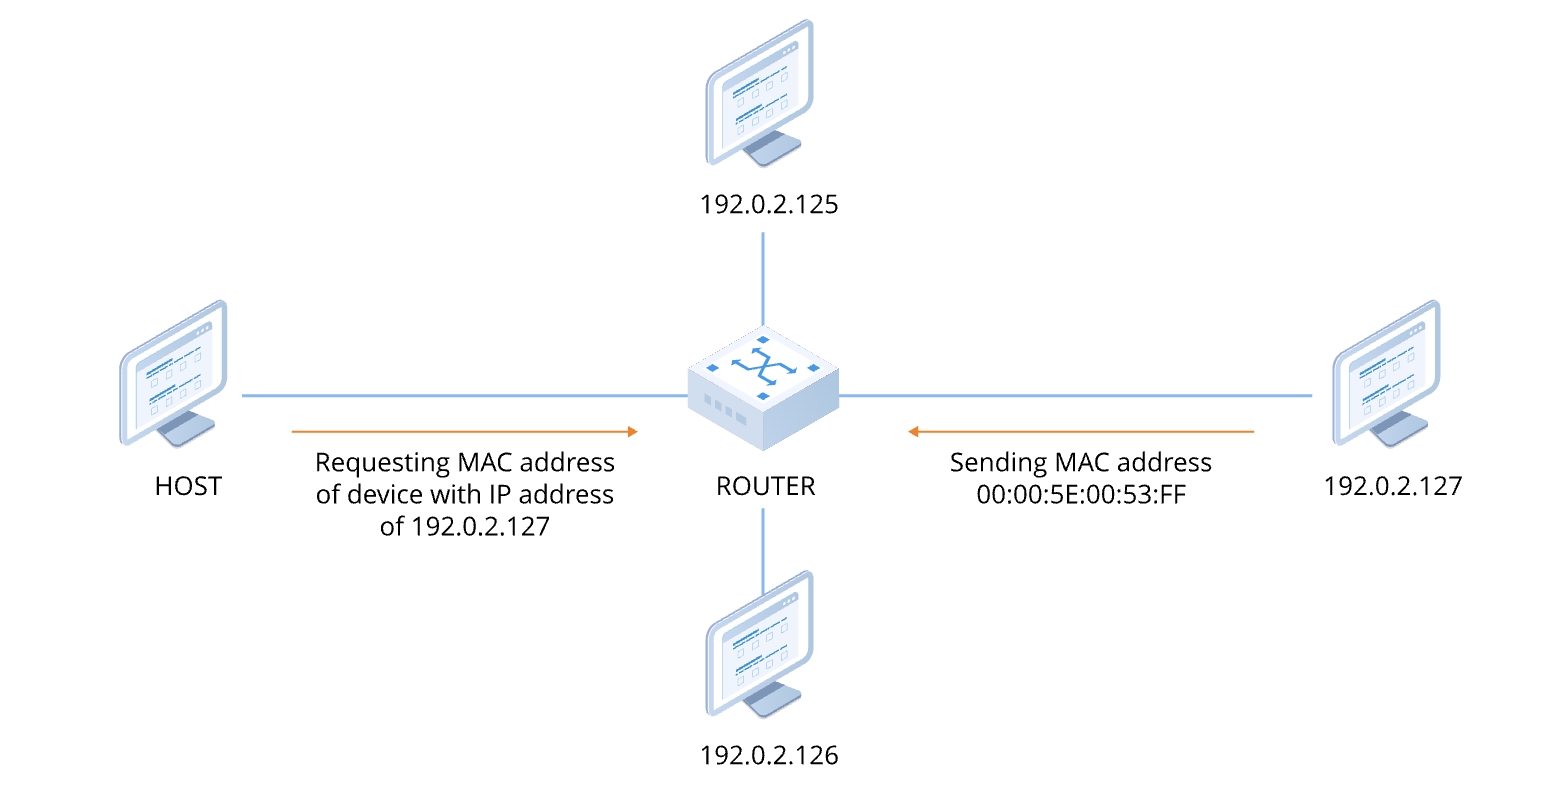 192.0.2.125
HOST
Requesting MAC address
of device with IP address
of 192.0.2.127
ROUTER
Sending MAC address
00:00:5E:00:53:FF
192.0.2.127
192.0.2.126